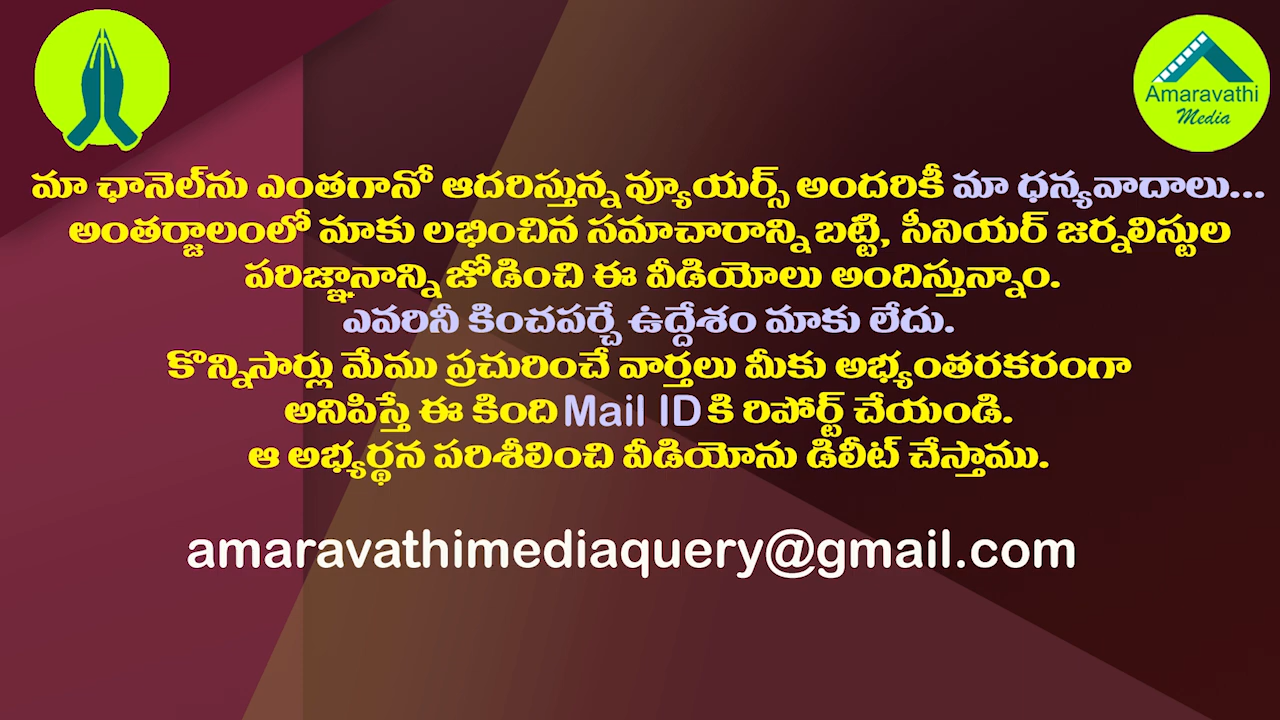 Amaravathi
Media
మా ఛానెల్‌ను ఎంతగానో ఆదరిస్తున్న వ్యూయర్స్ అందరికీ మా ధన్యవాదాలు...
అంతర్జాలంలో మాకు లభించిన సమాచారాన్ని బట్టి, సీనియర్ జర్నలిస్టుల
పరిజ్ఞానాన్ని జోడించి ఈ వీడియోలు అందిస్తున్నాం.
ఎవరినీ కించపర్చే ఉద్దేశం మాకు లేదు.
కొన్నిసార్లు మేము ప్రచురించే వార్తలు మీకు అభ్యంతరకరంగా
అనిపిస్తే ఈ కింది Mail ID కి రిపోర్ట్ చేయండి.
ఆ అభ్యర్థన పరిశీలించి వీడియోను డిలీట్ చేస్తాము.
amaravathimediaquery@gmail.com